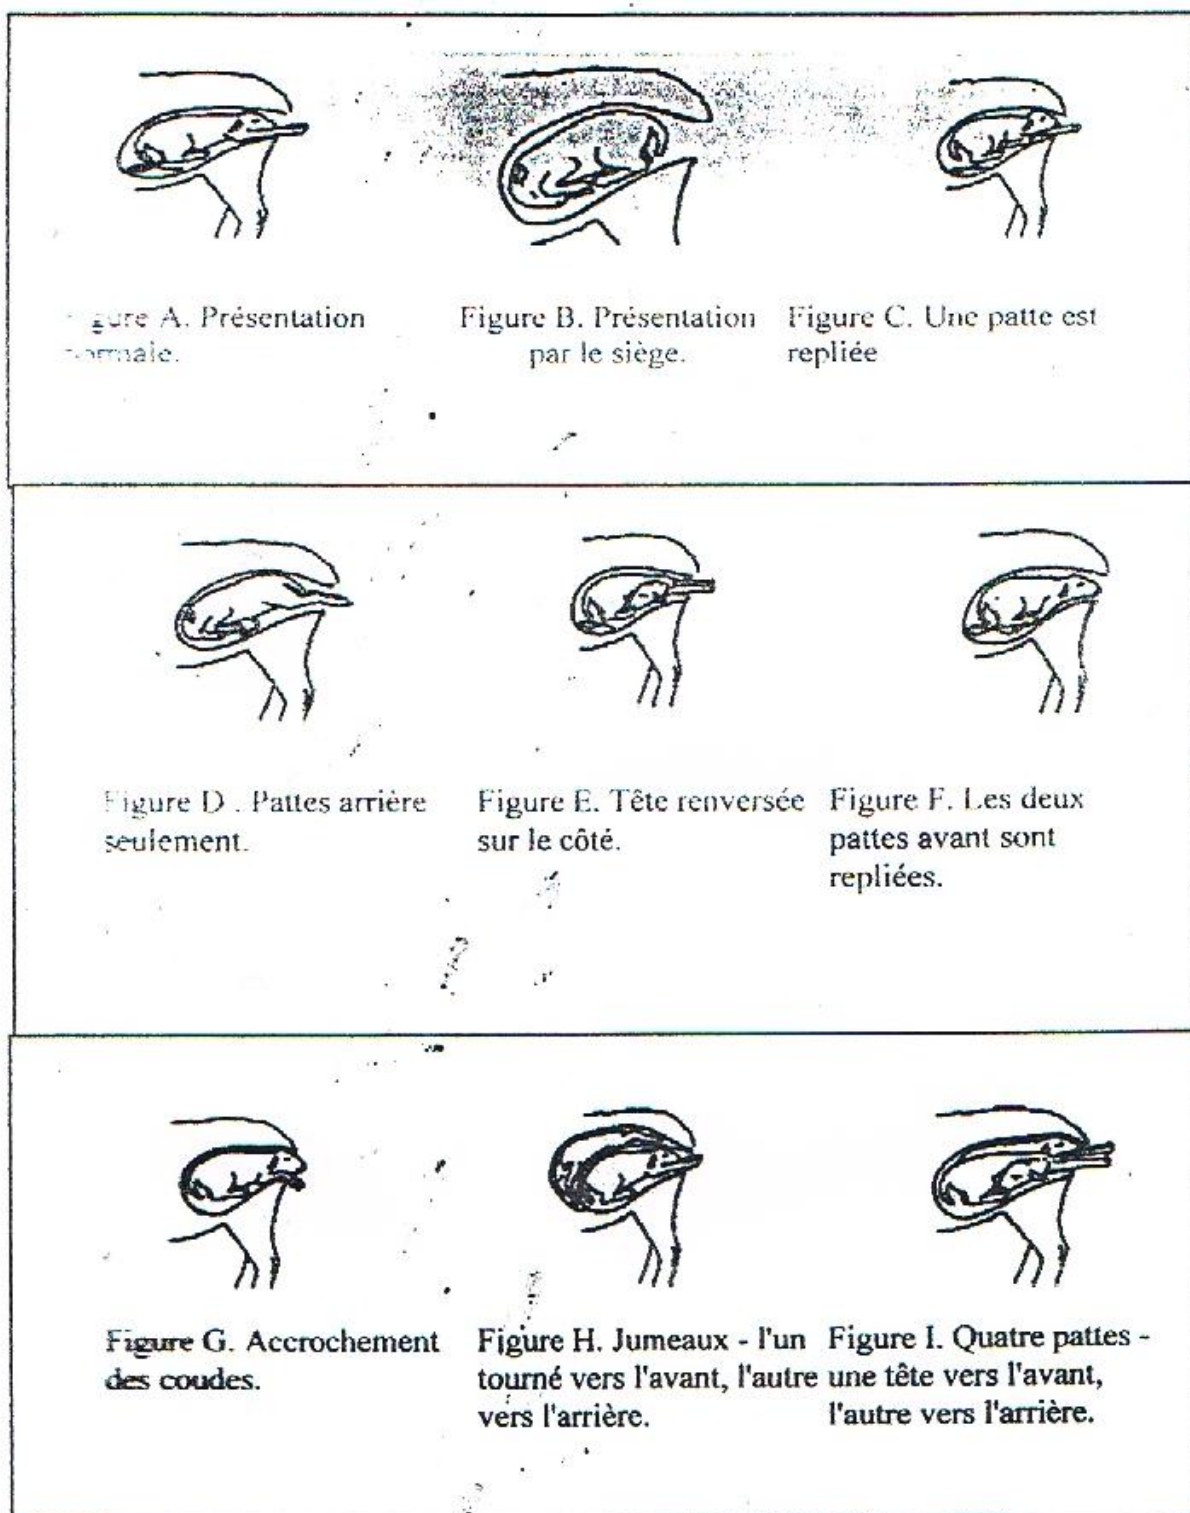 Figure A. Présentation
normale.
Figure B. Présentation
par le siège.
Figure C. Une patte est
repliée
Figure D . Pattes arrière
seulement.
Figure E. Tête renversée
sur le côté.
Figure F. Les deux
pattes avant sont
repliées.
Figure G. Accrochement
des coudes.
Figure H. Jumeaux - l'un
tourné vers l'avant, l'autre
vers l'arrière.
Figure I. Quatre pattes -
une tête vers l'avant,
l'autre vers l'arrière.